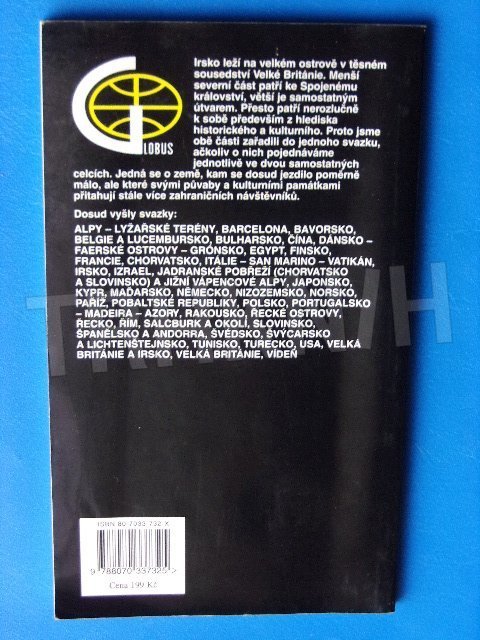 GLOBUS
Irsko leží na velkém ostrově v těsném
sousedství Velké Británie. Menší
severní část patří ke Spojenému
království, větší je samostatným
útvarem. Přesto patří nerozlučně
k sobě především z hlediska
historického a kulturního. Proto jsme
obě části zařadili do jednoho svazku,
ačkoliv o nich pojednáváme
jednotlivě ve dvou samostatných
celcích. Jedná se o země, kam se dosud jezdilo poměrně
málo, ale které svými půvaby a kulturními památkami
přitahují stále více zahraničních návštěvníků.
Dosud vyšly svazky:
ALPY – LYŽAŘSKÉ TERÉNY, BARCELONA, BAVORSKO,
BELGIE A LUCEMBURSKO, BULHARSKO, ČÍNA, DÁNSKO –
FAERSKÉ OSTROVY – GRÓNSKO, EGYPT, FINSKO,
FRANCIE, CHORVATSKO, ITÁLIE – SAN MARINO – VATIKÁN,
IRSKO, IZRAEL, JADRANSKÉ POBŘEŽÍ (CHORVATSKO
A SLOVINSKO) A JIŽNÍ VÁPENCOVÉ ALPY, JAPONSKO,
KYPR, MAĎARSKO, NĚMECKO, NIZOZEMSKO, NORSKO,
PAŘÍŽ, POBALTSKÉ REPUBLIKY, POLSKO, PORTUGALSKO
– MADEIRA – AZORY, RAKOUSKO, ŘECKÉ OSTROVY,
ŘECKO, ŘÍM, SALCBURK A OKOLÍ, SLOVINSKO,
ŠPANĚLSKO A ANDORRA, ŠVÉDSKO, ŠVÝCARSKO
A LICHTENŠTEJNSKO, TUNISKO, TURECKO, USA, VELKÁ
BRITÁNIE A IRSKO, VELKÁ BRITÁNIE, VÍDEŇ
ISBN 80 7033 732 X
9 788070 337325 >
Cena 199 Kč